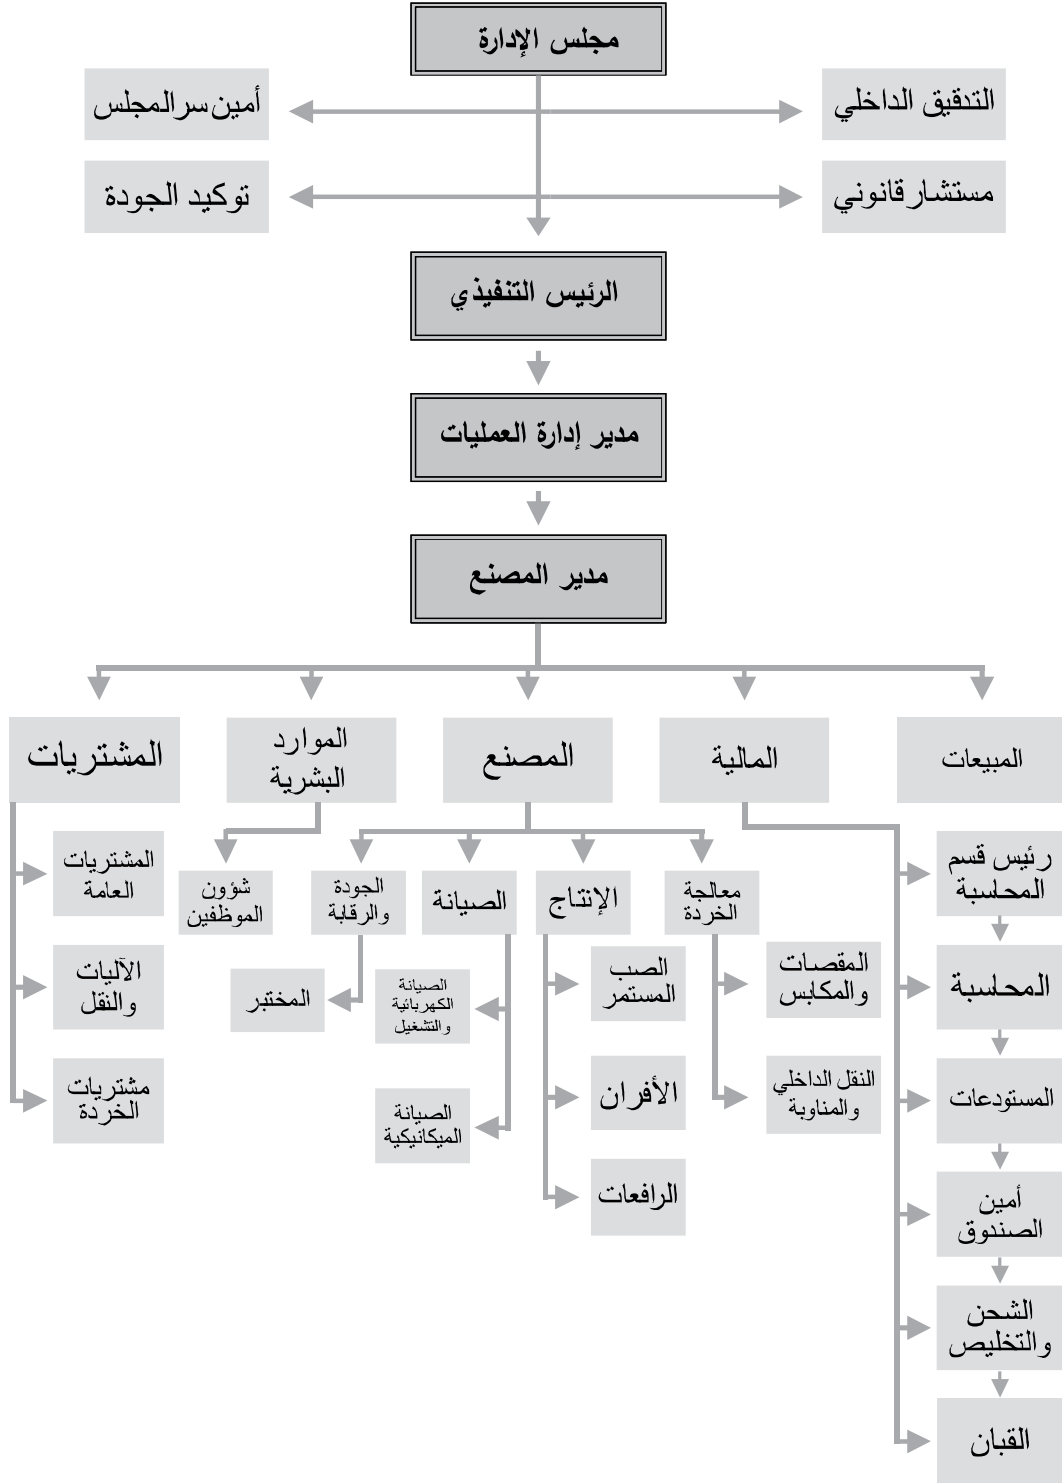 مجلس الإدارة
التدقيق الداخلي
أمين سر المجلس
مستشار قانوني
توكيد الجودة
الرئيس التنفيذي
مدير إدارة العمليات
مدير المصنع
المبيعات
المالية
المصنع
الموارد
البشرية
المشتريات
رئيس قسم
المحاسبة
المحاسبة
المستودعات
أمين
الصندوق
الشحن
والتخليص
القبان
معالجة
الخردة
المقصات
والمكابس
النقل الداخلي
والمناوبة
الإنتاج
الصب
المستمر
الأفران
الرافعات
الصيانة
الصيانة
الكهربائية
والتشغيل
الصيانة
الميكانيكية
الجودة
والرقابة
المختبر
شؤون
الموظفين
المشتريات
العامة
الآليات
والنقل
مشتريات
الخردة